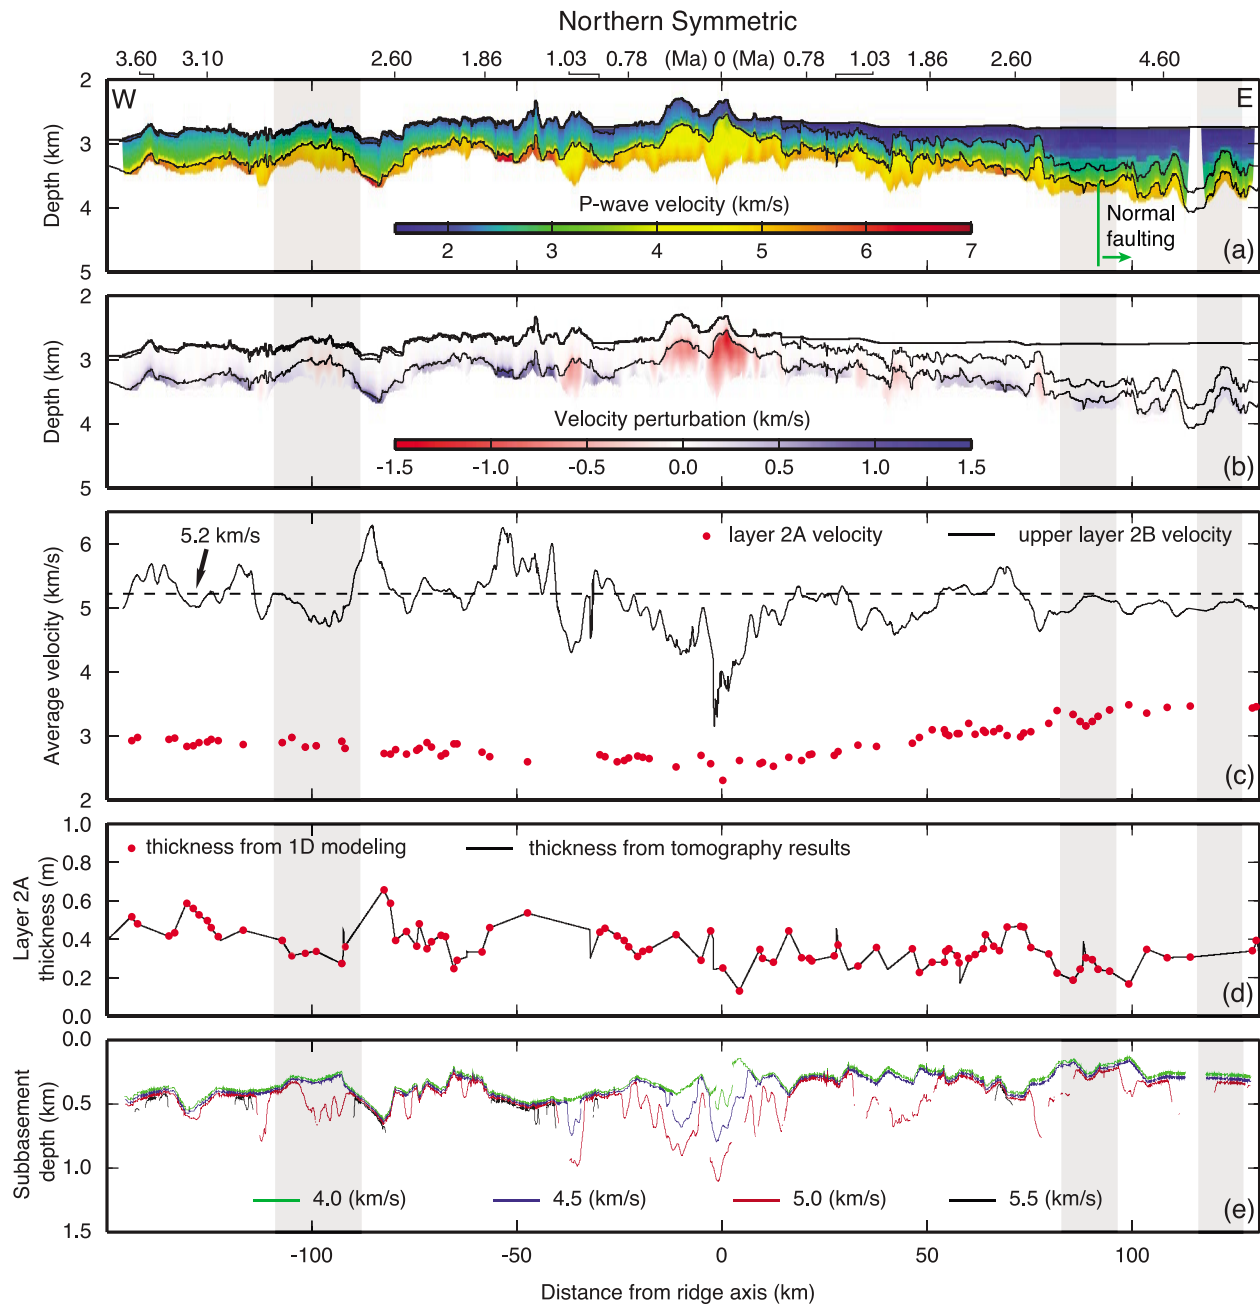 Northern Symmetric
3.60 3.10 2.60 1.86 1.03 0.78 (Ma) 0 (Ma) 0.78 1.03 1.86 2.60 4.60
W E
2
3
4
5
Depth (km)
P-wave velocity (km/s)
2 3 4 5 6 7
Normal
faulting
(a)
2
3
4
5
Depth (km)
Velocity perturbation (km/s)
-1.5 -1.0 -0.5 0.0 0.5 1.0 1.5
(b)
6
5
4
3
2
Average velocity (km/s)
5.2 km/s
layer 2A velocity
upper layer 2B velocity
(c)
1.0
0.8
0.6
0.4
0.2
0.0
Layer 2A
thickness (m)
thickness from 1D modeling
thickness from tomography results
(d)
0.0
0.5
1.0
1.5
Subbasement
depth (km)
4.0 (km/s) 4.5 (km/s) 5.0 (km/s) 5.5 (km/s)
(e)
-100 -50 0 50 100
Distance from ridge axis (km)